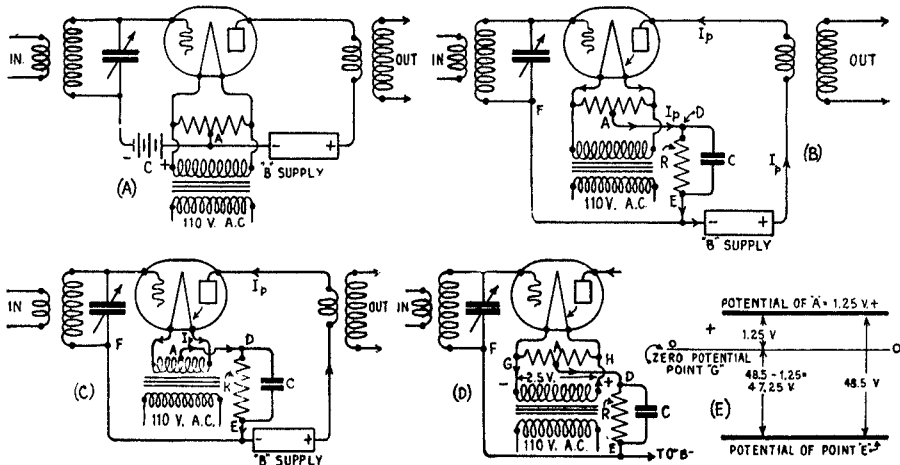 IN.
OUT
A
- C +
- +
"B" SUPPLY
(A)
110 V. A.C
IN
Ip
OUT
F
A
Ip
D
R
C
(B)
Ip
E
110 V. A.C.
- +
"B" SUPPLY
IN
Ip
OUT
F
Ip
A
D
R
C
(C)
110 V. A.C.
E
- +
"B" SUPPLY
IN
F
G
A
H
- 2.5 V. +
D
R
C
(D)
110 V. A.C.
E
TO "B-"
POTENTIAL OF "A" = 1.25 V. +
+
1.25 V
O
O
ZERO POTENTIAL
POINT "G"
-
48.5 - 1.25=
47.25 V.
48.5 V
(E)
POTENTIAL OF POINT "E"